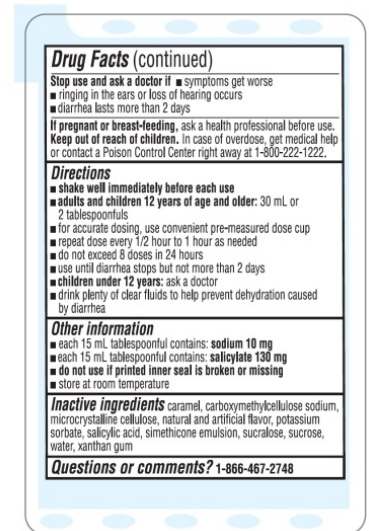 Drug Facts (continued)
Stop use and ask a doctor if ■ symptoms get worse
■ ringing in the ears or loss of hearing occurs
■ diarrhea lasts more than 2 days
If pregnant or breast-feeding, ask a health professional before use.
Keep out of reach of children. In case of overdose, get medical help
or contact a Poison Control Center right away at 1-800-222-1222.
Directions
■ shake well immediately before each use
■ adults and children 12 years of age and older: 30 mL or
2 tablespoonfuls
■ for accurate dosing, use convenient pre-measured dose cup
■ repeat dose every 1/2 hour to 1 hour as needed
■ do not exceed 8 doses in 24 hours
■ use until diarrhea stops but not more than 2 days
■ children under 12 years: ask a doctor
■ drink plenty of clear fluids to help prevent dehydration caused
by diarrhea
Other information
■ each 15 mL tablespoonful contains: sodium 10 mg
■ each 15 mL tablespoonful contains: salicylate 130 mg
■ do not use if printed inner seal is broken or missing
■ store at room temperature
Inactive ingredients caramel, carboxymethylcellulose sodium,
microcrystalline cellulose, natural and artificial flavor, potassium
sorbate, salicylic acid, simethicone emulsion, sucralose, sucrose,
water, xanthan gum
Questions or comments? 1-866-467-2748